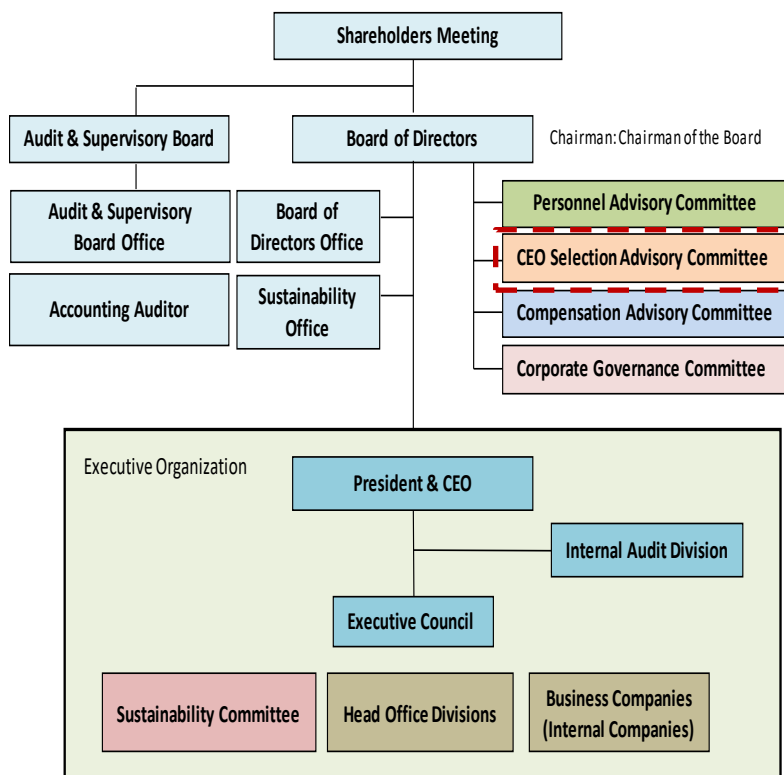 Shareholders Meeting
Audit & Supervisory Board
Board of Directors
Chairman: Chairman of the Board
Audit & Supervisory
Board Office
Board of
Directors Office
Personnel Advisory Committee
CEO Selection Advisory Committee
Accounting Auditor
Sustainability
Office
Compensation Advisory Committee
Corporate Governance Committee
Executive Organization
President & CEO
Internal Audit Division
Executive Council
Sustainability Committee
Head Office Divisions
Business Companies
(Internal Companies)